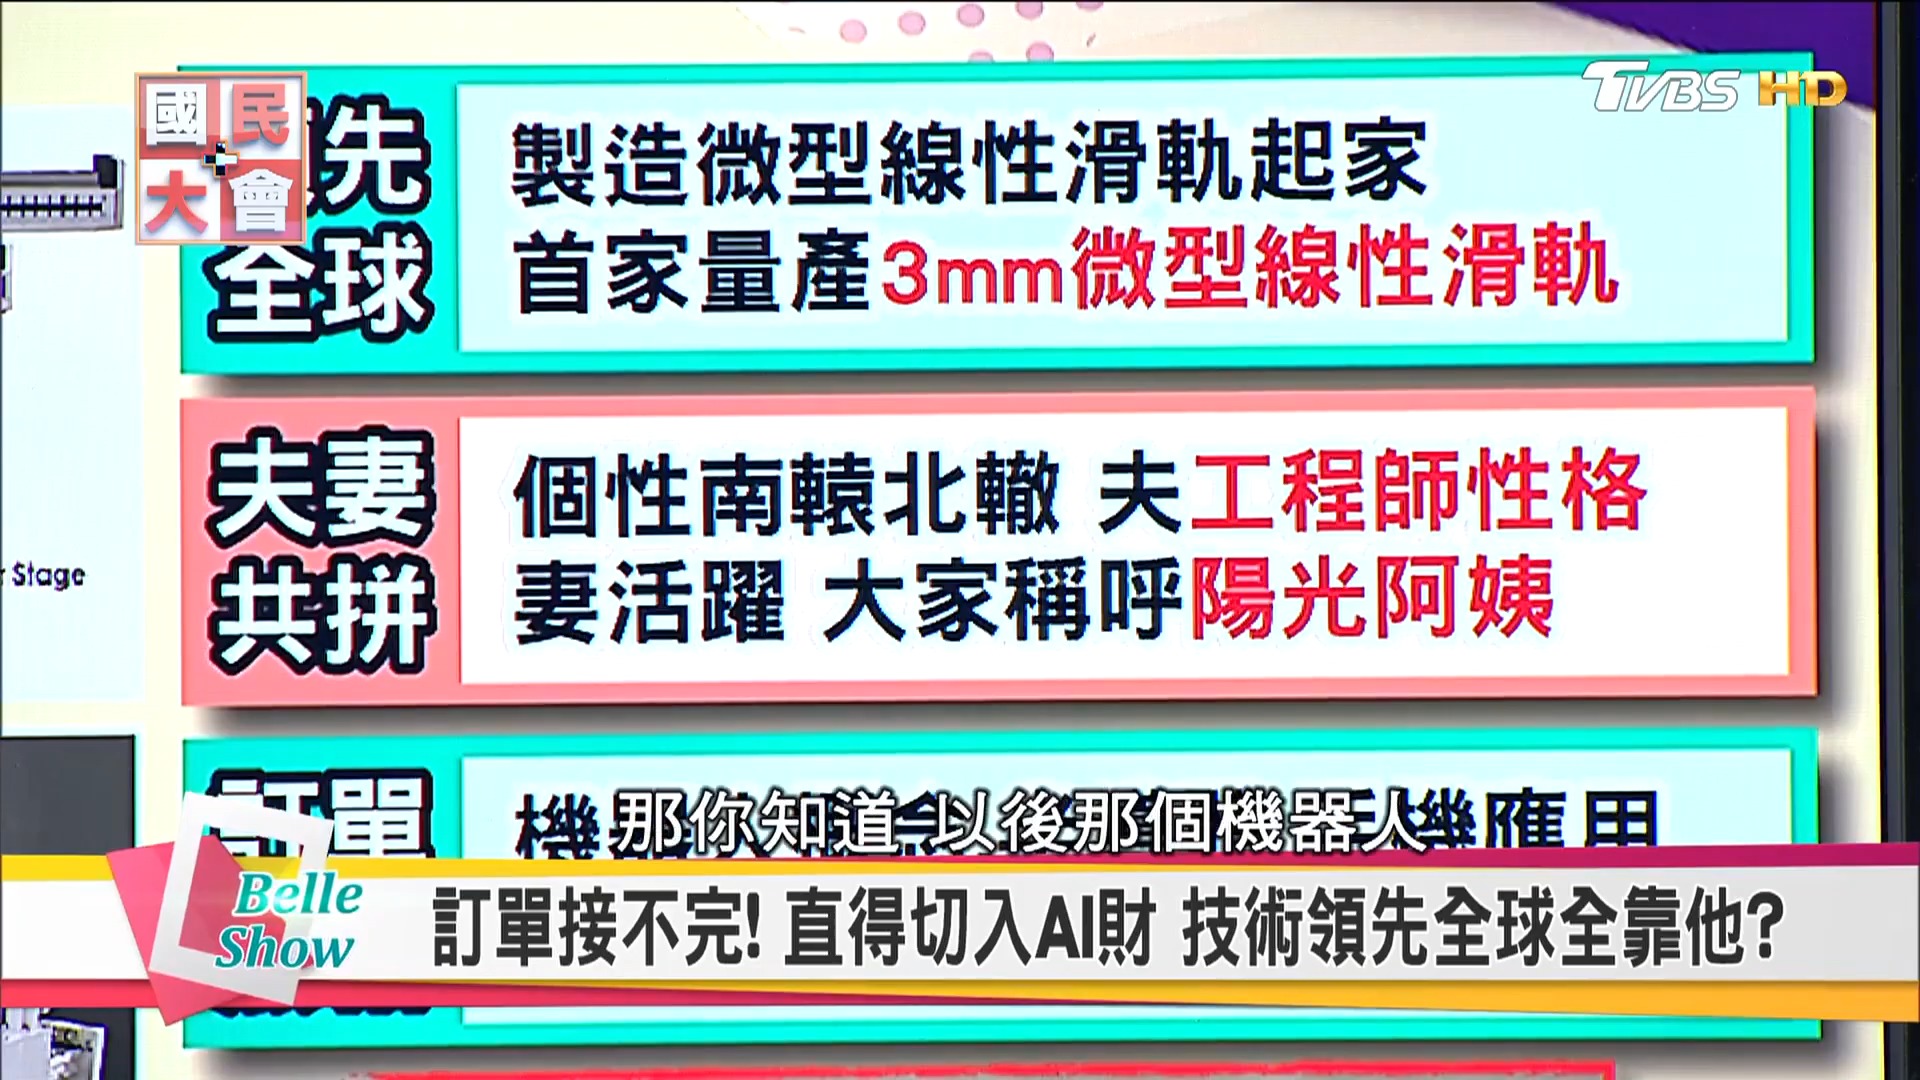 國民大會
TVBS HD
先
全球
製造微型線性滑軌起家
首家量產3mm微型線性滑軌
夫妻
共拼
個性南轅北轍 夫工程師性格
妻活躍 大家稱呼陽光阿姨
Stage
訂單
那你知道 以後那個機器人
Belle
Show
訂單接不完! 直得切入AI財 技術領先全球全靠他?